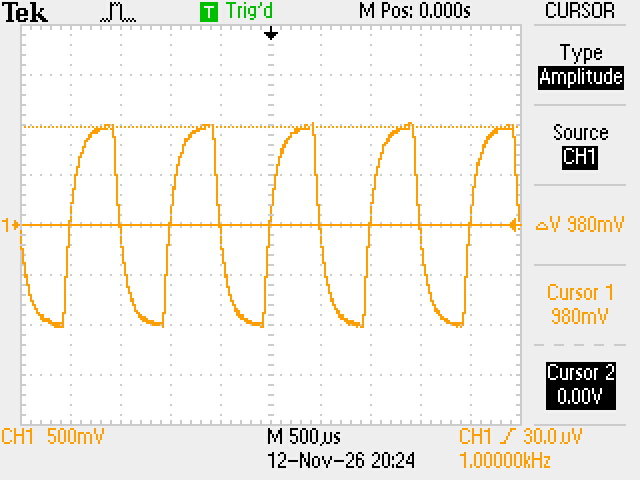 Tek T Trig'd M Pos: 0.000s CURSOR
Type
Amplitude
Source
CH1
1
△V 980mV
Cursor 1
980mV
Cursor 2
0.00V
CH1 500mV M 500µs CH1 30.0µV
12-Nov-26 20:24 1.00000kHz